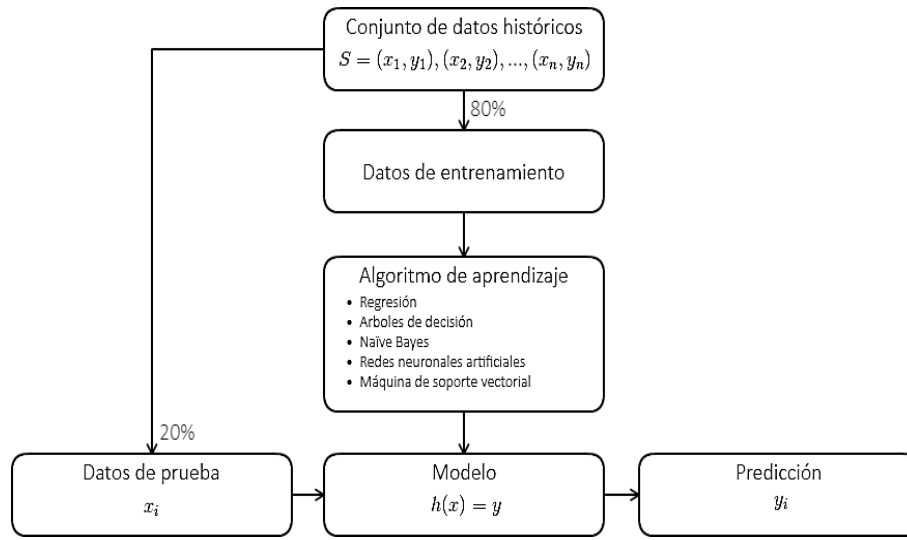 Conjunto de datos históricos
S = (x₁, y₁), (x₂, y₂), ..., (xₙ, yₙ)
80%
Datos de entrenamiento
Algoritmo de aprendizaje
• Regresión
• Arboles de decisión
• Naïve Bayes
• Redes neuronales artificiales
• Máquina de soporte vectorial
20%
Datos de prueba
xᵢ
Modelo
h(x) = y
Predicción
yᵢ